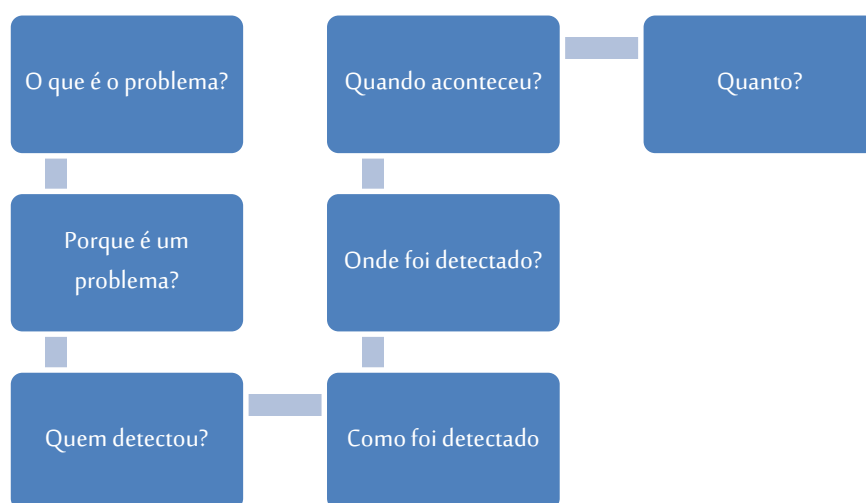 O que é o problema?
Porque é um
problema?
Quem detectou?
Como foi detectado
Onde foi detectado?
Quando aconteceu?
Quanto?